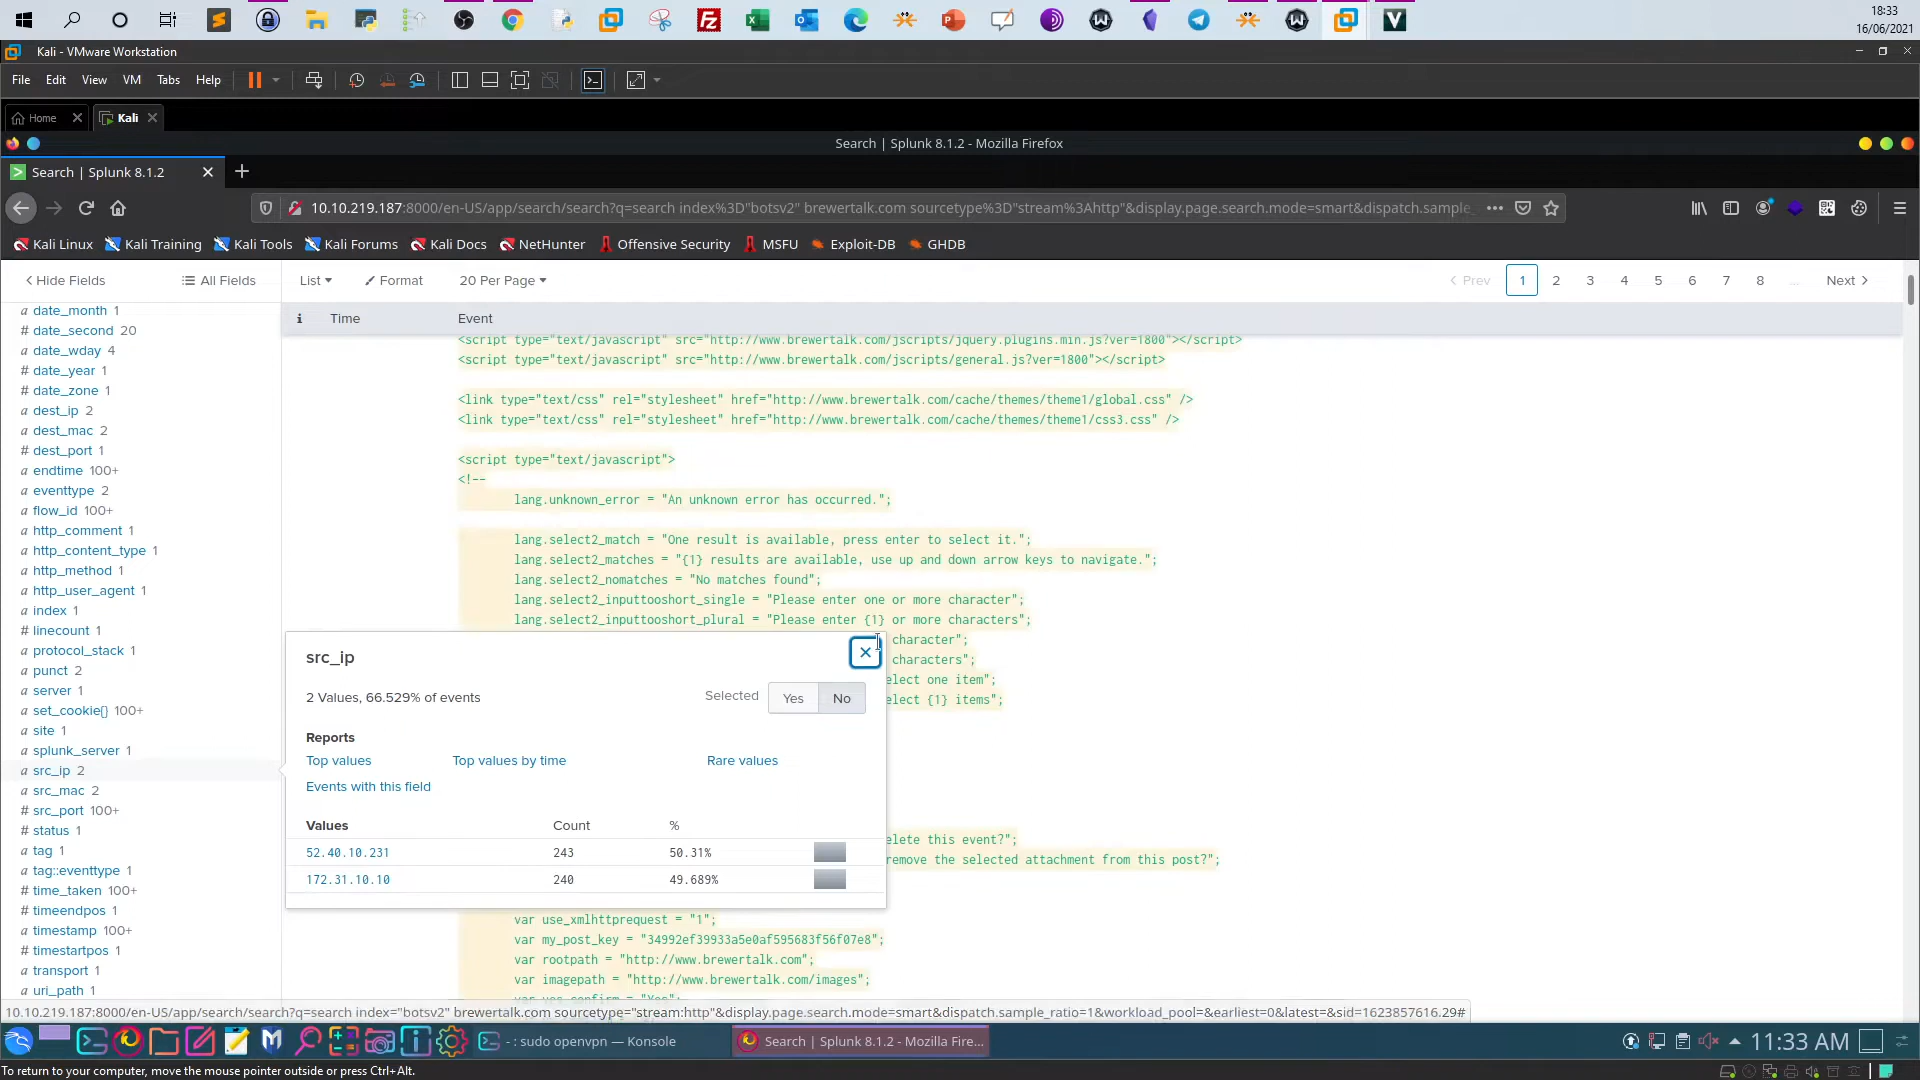 18:33
16/06/2021
Kali - VMware Workstation
File Edit View VM Tabs Help
Home Kali
Search | Splunk 8.1.2 - Mozilla Firefox
Search | Splunk 8.1.2
10.10.219.187:8000/en-US/app/search/search?q=search index%3D"botsv2" brewertalk.com sourcetype%3D"stream%3Ahttp"&display.page.search.mode=smart&dispatch.sample_
Kali Linux Kali Training Kali Tools Kali Forums Kali Docs NetHunter Offensive Security MSFU Exploit-DB GHDB
Hide Fields All Fields List Format 20 Per Page Prev 1 2 3 4 5 6 7 8 ... Next
i Time Event
a date_month 1
# date_second 20
a date_wday 4
# date_year 1
# date_zone 1
a dest_ip 2
a dest_mac 2
# dest_port 1
a endtime 100+
a eventtype 2
a flow_id 100+
a http_comment 1
a http_content_type 1
a http_method 1
a http_user_agent 1
a index 1
# linecount 1
a protocol_stack 1
a punct 2
a server 1
a set_cookie{} 100+
a site 1
a splunk_server 1
a src_ip 2
a src_mac 2
# src_port 100+
# status 1
a tag 1
a tag::eventtype 1
# time_taken 100+
# timeendpos 1
a timestamp 100+
# timestartpos 1
a transport 1
a uri_path 1
<script type="text/javascript" src="http://www.brewertalk.com/jscripts/jquery.plugins.min.js?ver=1800"></script>
<script type="text/javascript" src="http://www.brewertalk.com/jscripts/general.js?ver=1800"></script>
<link type="text/css" rel="stylesheet" href="http://www.brewertalk.com/cache/themes/theme1/global.css" />
<link type="text/css" rel="stylesheet" href="http://www.brewertalk.com/cache/themes/theme1/css3.css" />
<script type="text/javascript">
<!--
lang.unknown_error = "An unknown error has occurred.";
lang.select2_match = "One result is available, press enter to select it.";
lang.select2_matches = "{1} results are available, use up and down arrow keys to navigate.";
lang.select2_nomatches = "No matches found";
lang.select2_inputtooshort_single = "Please enter one or more character";
lang.select2_inputtooshort_plural = "Please enter {1} or more characters";
character";
characters";
elect one item";
elect {1} items";
elete this event?";
remove the selected attachment from this post?";
src_ip
2 Values, 66.529% of events Selected Yes No
Reports
Top values Top values by time Rare values
Events with this field
Values Count %
52.40.10.231 243 50.31%
172.31.10.10 240 49.689%
var use_xmlhttprequest = "1";
var my_post_key = "34992ef39933a5e0af595683f56f07e8";
var rootpath = "http://www.brewertalk.com";
var imagepath = "http://www.brewertalk.com/images";
10.10.219.187:8000/en-US/app/search/search?q=search index="botsv2" brewertalk.com sourcetype="stream:http"&display.page.search.mode=smart&dispatch.sample_ratio=1&workload_pool=&earliest=0&latest=&sid=1623857616.29#
- : sudo openvpn — Konsole Search | Splunk 8.1.2 - Mozilla Fire... 11:33 AM
To return to your computer, move the mouse pointer outside or press Ctrl+Alt.